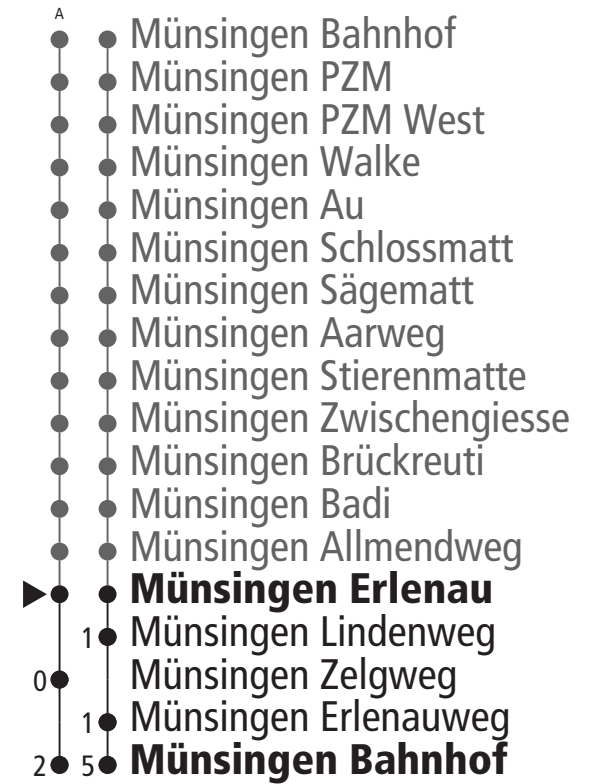 A
Münsingen Bahnhof
Münsingen PZM
Münsingen PZM West
Münsingen Walke
Münsingen Au
Münsingen Schlossmatt
Münsingen Sägematt
Münsingen Aarweg
Münsingen Stierenmatte
Münsingen Zwischengiesse
Münsingen Brückreuti
Münsingen Badi
Münsingen Allmendweg
Münsingen Erlenau
1 Münsingen Lindenweg
0 Münsingen Zelgweg
1 Münsingen Erlenauweg
2 5 Münsingen Bahnhof